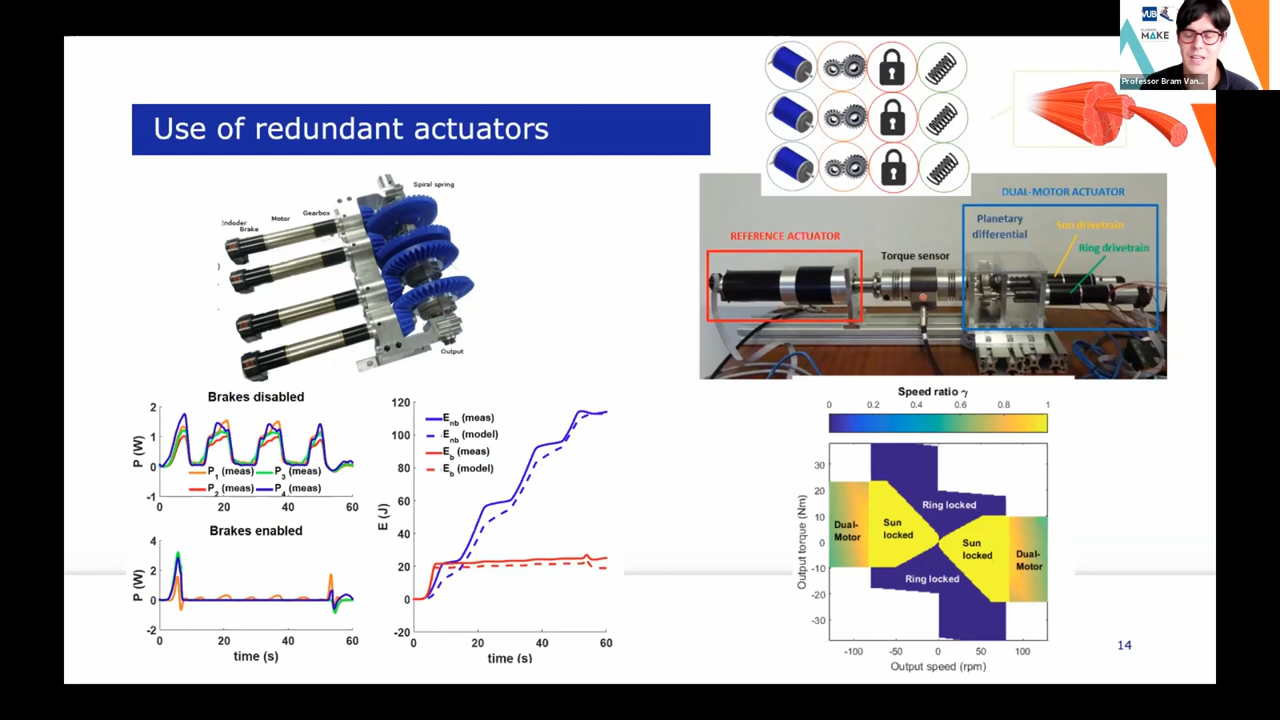 VUB
MAKE
Professor Bram Van...
Use of redundant actuators
Spiral spring
Gearbox
Motor
Endoder
Brake
Output
DUAL-MOTOR ACTUATOR
Planetary
differential
Sun drivetrain
Ring drivetrain
REFERENCE ACTUATOR
Torque sensor
Brakes disabled
2
1
0
-1
P (W)
P1 (meas)
P3 (meas)
P2 (meas)
P4 (meas)
0
20
40
60
Brakes enabled
4
2
0
-2
P (W)
0
20
40
60
time (s)
120
100
80
60
40
20
0
-20
E (J)
Enb (meas)
Enb (model)
Eb (meas)
Eb (model)
0
20
40
60
time (s)
Speed ratio γ
0 0.2 0.4 0.6 0.8 1
30
20
10
0
-10
-20
-30
Output torque (Nm)
Ring locked
Dual-
Motor
Sun
locked
Sun
locked
Dual-
Motor
Ring locked
-100 -50 0 50 100
Output speed (rpm)
14